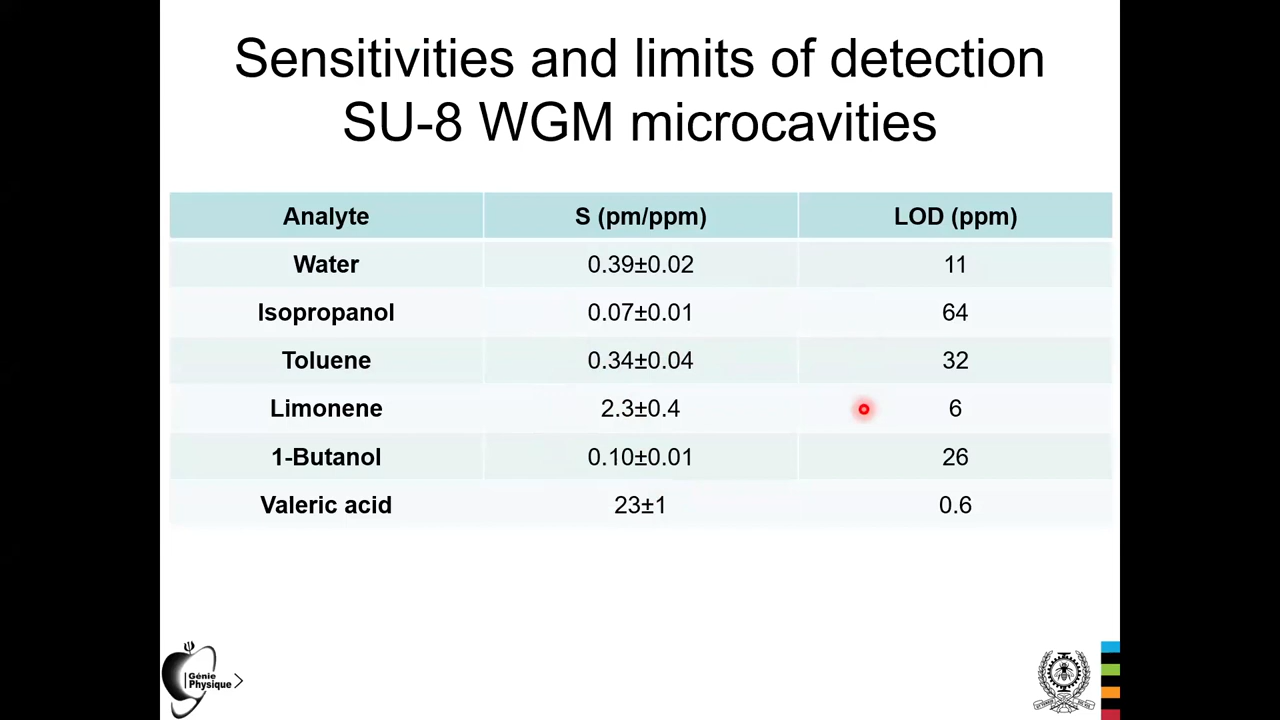 Sensitivities and limits of detection
SU-8 WGM microcavities
Analyte S (pm/ppm) LOD (ppm)
Water 0.39±0.02 11
Isopropanol 0.07±0.01 64
Toluene 0.34±0.04 32
Limonene 2.3±0.4 6
1-Butanol 0.10±0.01 26
Valeric acid 23±1 0.6
Génie
Physique